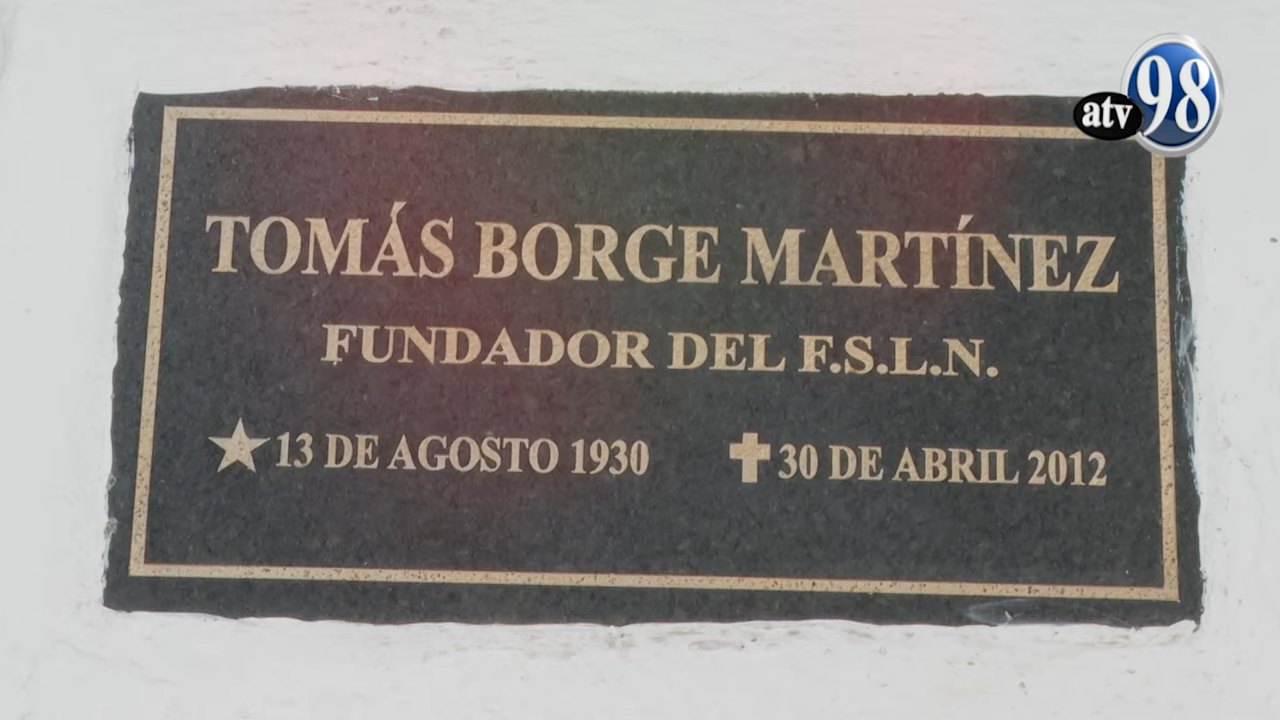 atv 98
TOMÁS BORGE MARTÍNEZ
FUNDADOR DEL F.S.L.N.
13 DE AGOSTO 1930 30 DE ABRIL 2012